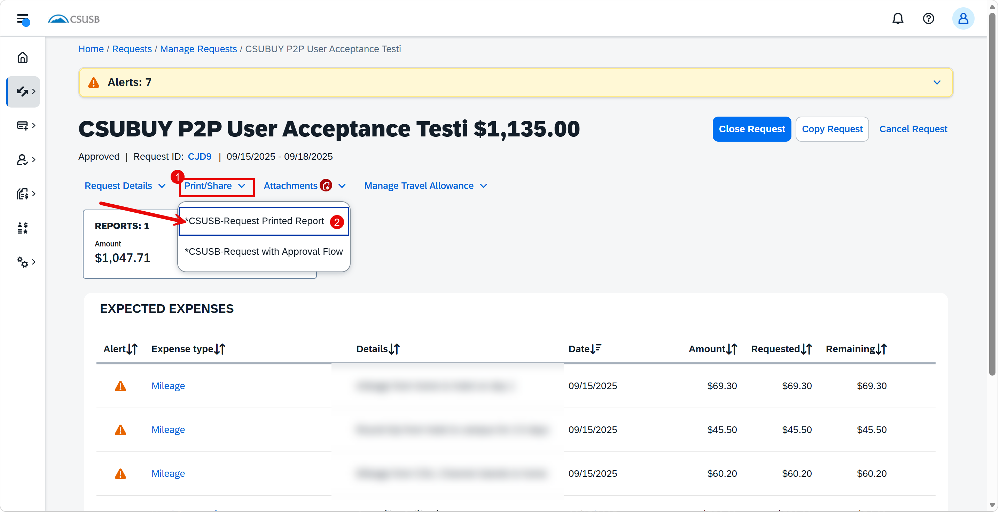 CSUSB
Home / Requests / Manage Requests / CSUBUY P2P User Acceptance Testi
Alerts: 7
CSUBUY P2P User Acceptance Testi $1,135.00
Close Request
Copy Request
Cancel Request
Approved | Request ID: CJD9 | 09/15/2025 - 09/18/2025
1
Request Details
Print/Share
Attachments
Manage Travel Allowance
*CSUSB-Request Printed Report 2
*CSUSB-Request with Approval Flow
REPORTS: 1
Amount
$1,047.71
EXPECTED EXPENSES
Alert Expense type Details Date Amount Requested Remaining
Mileage 09/15/2025 $69.30 $69.30 $69.30
Mileage 09/15/2025 $45.50 $45.50 $45.50
Mileage 09/15/2025 $60.20 $60.20 $60.20